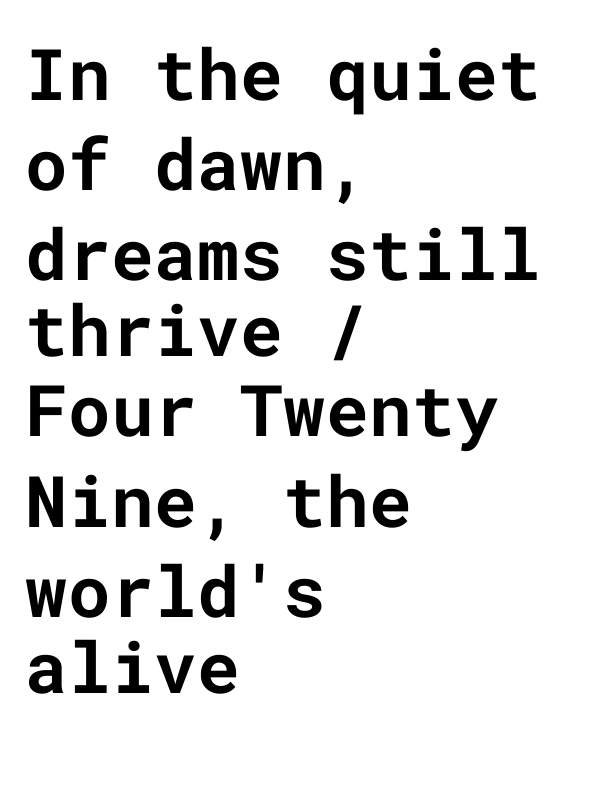 In the quiet
of dawn,
dreams still
thrive /
Four Twenty
Nine, the
world's
alive